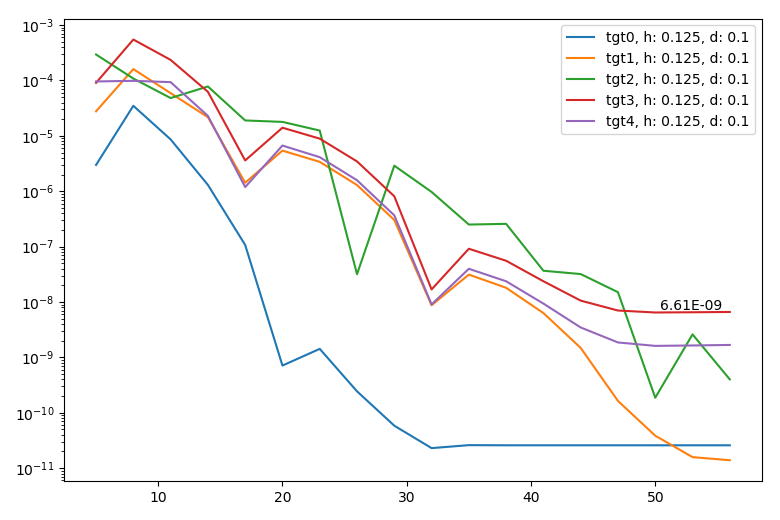 10⁻³
10⁻⁴
10⁻⁵
10⁻⁶
10⁻⁷
10⁻⁸
10⁻⁹
10⁻¹⁰
10⁻¹¹
tgt0, h: 0.125, d: 0.1
tgt1, h: 0.125, d: 0.1
tgt2, h: 0.125, d: 0.1
tgt3, h: 0.125, d: 0.1
tgt4, h: 0.125, d: 0.1
6.61E-09
10 20 30 40 50